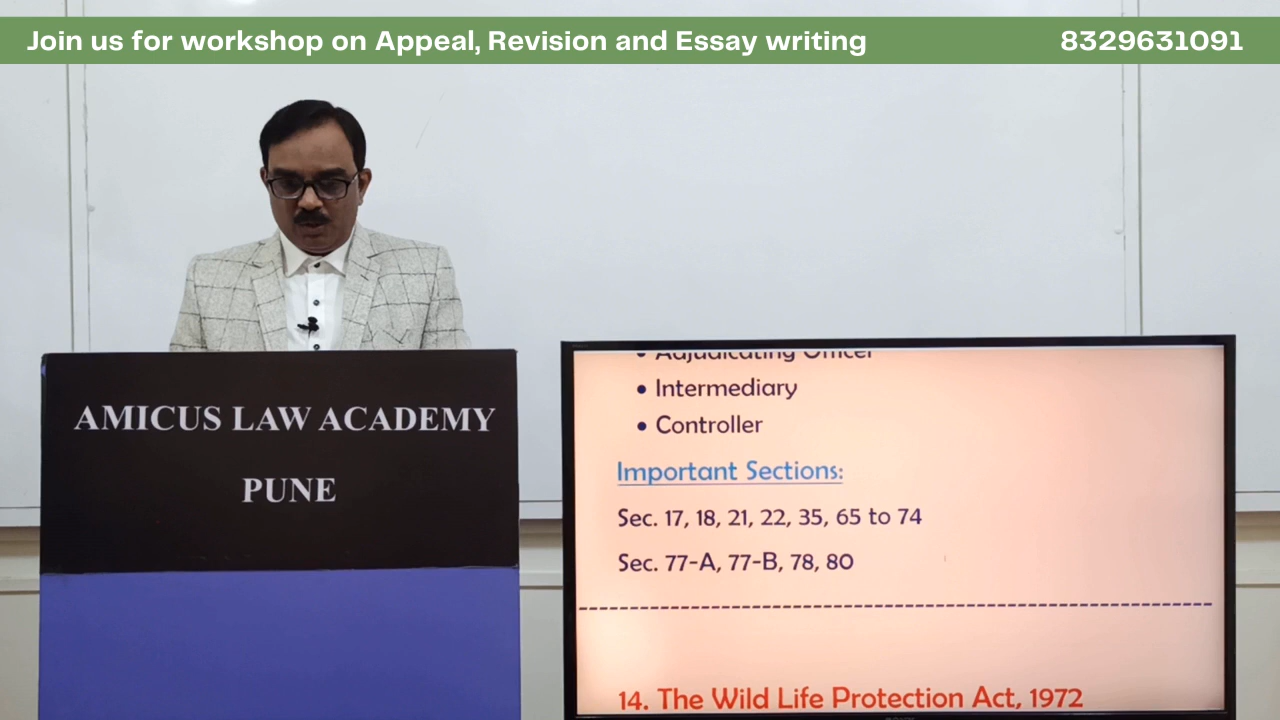 Join us for workshop on Appeal, Revision and Essay writing 8329631091
AMICUS LAW ACADEMY
PUNE
• Adjudicating Officer
• Intermediary
• Controller
Important Sections:
Sec. 17, 18, 21, 22, 35, 65 to 74
Sec. 77-A, 77-B, 78, 80
14. The Wild Life Protection Act, 1972